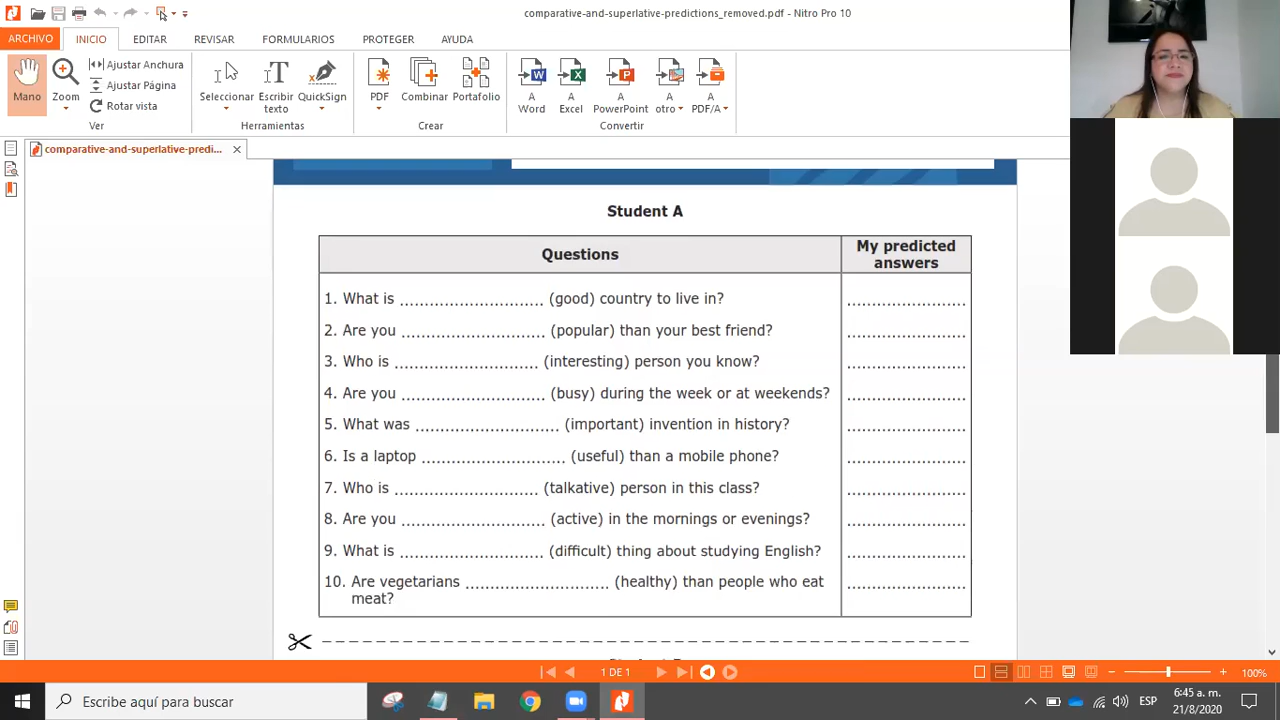 comparative-and-superlative-predictions_removed.pdf - Nitro Pro 10
ARCHIVO INICIO EDITAR REVISAR FORMULARIOS PROTEGER AYUDA
Mano
Zoom
Ajustar Anchura
Ajustar Página
Rotar vista
Ver
Seleccionar
Escribir texto
QuickSign
Herramientas
PDF
Combinar
Portafolio
Crear
A Word
A Excel
A PowerPoint
A otro
A PDF/A
Convertir
comparative-and-superlative-predi...
Student A
Questions
My predicted answers
1. What is ............................. (good) country to live in? ........................
2. Are you ............................. (popular) than your best friend? ........................
3. Who is ............................. (interesting) person you know? ........................
4. Are you ............................. (busy) during the week or at weekends? ........................
5. What was ............................. (important) invention in history? ........................
6. Is a laptop ............................. (useful) than a mobile phone? ........................
7. Who is ............................. (talkative) person in this class? ........................
8. Are you ............................. (active) in the mornings or evenings? ........................
9. What is ............................. (difficult) thing about studying English? ........................
10. Are vegetarians ............................. (healthy) than people who eat ........................
meat?
1 DE 1
100%
Escribe aquí para buscar
ESP
6:45 a. m.
21/8/2020